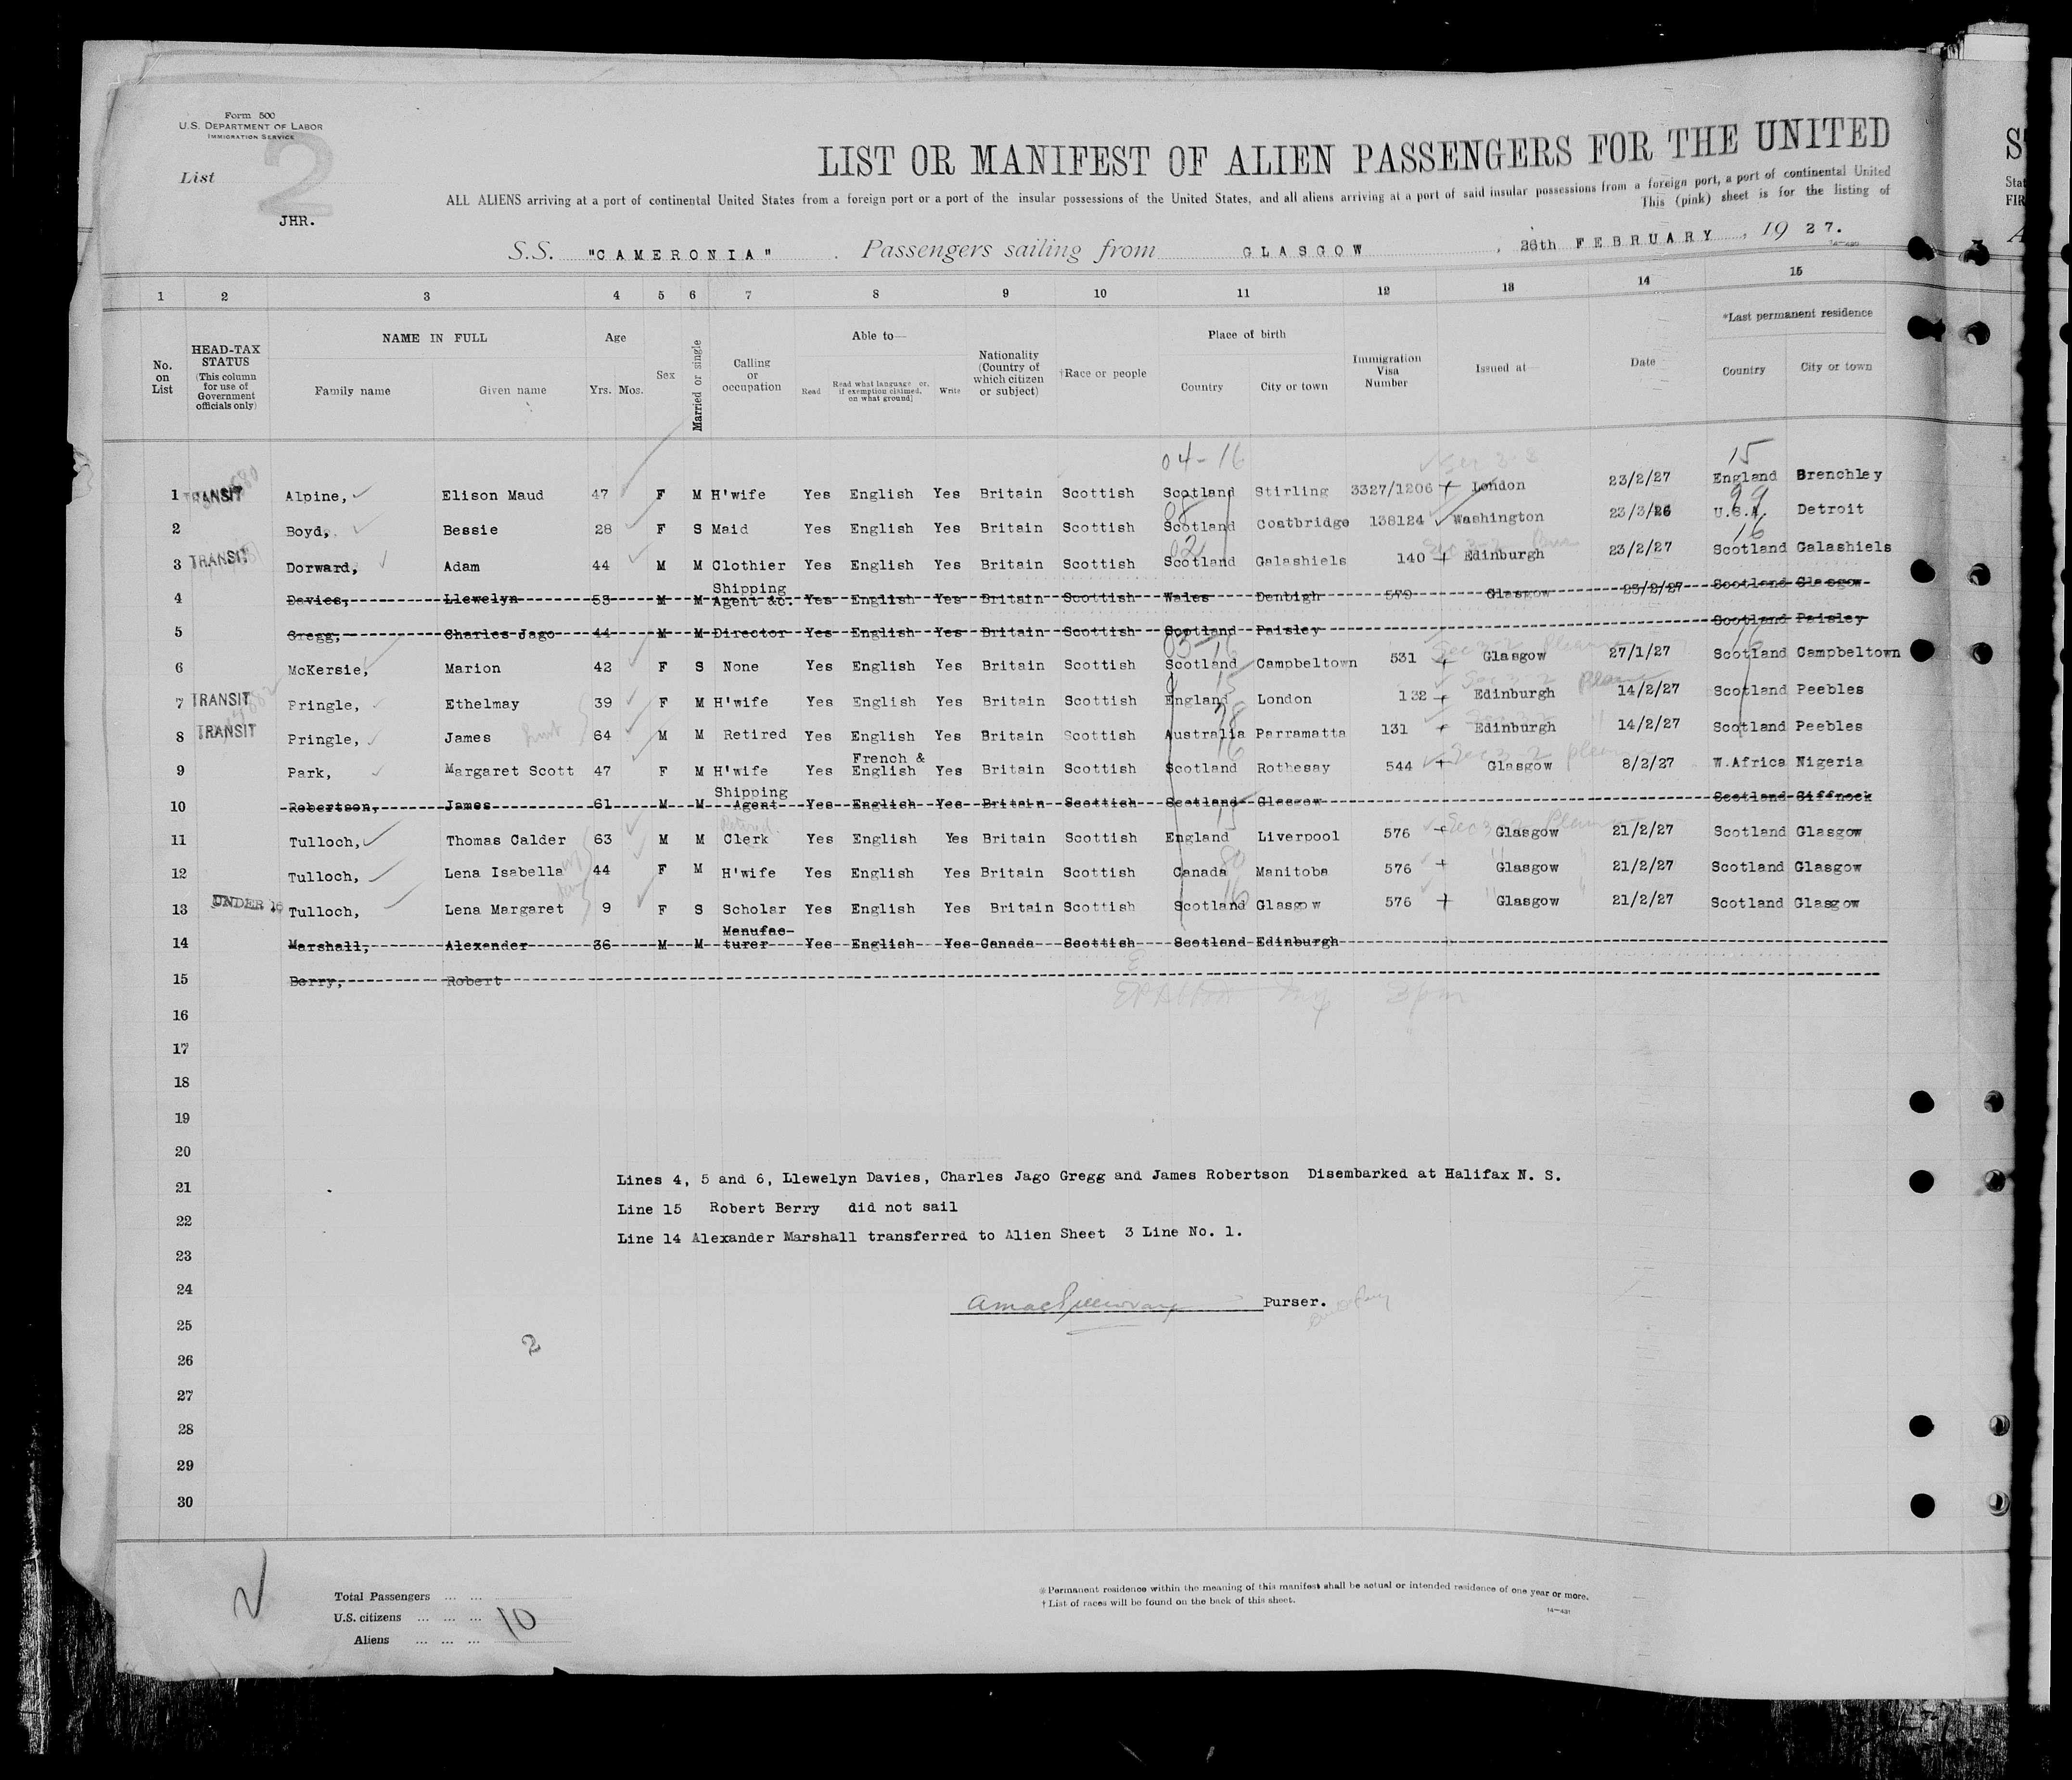 Form 500
U.S. DEPARTMENT OF LABOR
IMMIGRATION SERVICE
2
List
JHR.
LIST OR MANIFEST OF ALIEN PASSENGERS FOR THE UNITED
ALL ALIENS arriving at a port of continental United States from a foreign port or a port of the insular possessions of the United States, and all aliens arriving at a port of said insular possessions from a foreign port, a port of continental United
This (pink) sheet is for the listing of
S.S. "CAMERONIA" Passengers sailing from GLASGOW, 26th FEBRUARY, 1927.
1 2 3 4 5 6 7 8 9 10 11 12 13 14 15
No. on List
HEAD-TAX STATUS (This column for use of Government officials only)
NAME IN FULL
Family name Given name
Age
Yrs. Mos.
Sex
Married or single
Calling or occupation
Able to—
Read
Read what language or, if exemption claimed, on what ground]
Write
Nationality (Country of which citizen or subject)
†Race or people
Place of birth
Country City or town
Immigration Visa Number
Issued at—
Date
*Last permanent residence
Country City or town
04-16 15
1 TRANSIT Alpine, Elison Maud 47 F M H'wife Yes English Yes Britain Scottish Scotland Stirling 3327/1206 London 23/2/27 England Brenchley
2 Boyd, Bessie 28 F S Maid Yes English Yes Britain Scottish Scotland Coatbridge 138124 Washington 23/3/26 U.S.A. Detroit
3 TRANSIT Dorward, Adam 44 M M Clothier Yes English Yes Britain Scottish Scotland Galashiels 140 Edinburgh 23/2/27 Scotland Galashiels
4 Davies, Llewelyn 53 M M Shipping Agent &c. Yes English Yes Britain Scottish Wales Denbigh 579 Glasgow 23/2/27 Scotland Glasgow
5 Gregg, Charles Jago 44 M M Director Yes English Yes Britain Scottish Scotland Paisley Scotland Paisley
6 McKersie, Marion 42 F S None Yes English Yes Britain Scottish Scotland Campbeltown 531 Glasgow 27/1/27 Scotland Campbeltown
7 TRANSIT Pringle, Ethelmay 39 F M H'wife Yes English Yes Britain Scottish England London 132 Edinburgh 14/2/27 Scotland Peebles
8 TRANSIT Pringle, James 64 M M Retired Yes English Yes Britain Scottish Australia Parramatta 131 Edinburgh 14/2/27 Scotland Peebles
9 Park, Margaret Scott 47 F M H'wife Yes French & English Yes Britain Scottish Scotland Rothesay 544 Glasgow 8/2/27 W.Africa Nigeria
10 Robertson, James 61 M M Shipping Agent Yes English Yes Britain Scottish Scotland Glasgow Scotland Giffnock
11 Tulloch, Thomas Calder 63 M M Clerk Yes English Yes Britain Scottish England Liverpool 576 Glasgow 21/2/27 Scotland Glasgow
12 Tulloch, Lena Isabella 44 F M H'wife Yes English Yes Britain Scottish Canada Manitoba 576 Glasgow 21/2/27 Scotland Glasgow
13 UNDER 16 Tulloch, Lena Margaret 9 F S Scholar Yes English Yes Britain Scottish Scotland Glasgow 576 Glasgow 21/2/27 Scotland Glasgow
14 Marshall, Alexander 36 M M Manufac-turer Yes English Yes Canada Scottish Scotland Edinburgh
15 Berry, Robert
16
17
18
19
20
21 Lines 4, 5 and 6, Llewelyn Davies, Charles Jago Gregg and James Robertson Disembarked at Halifax N. S.
22 Line 15 Robert Berry did not sail
23 Line 14 Alexander Marshall transferred to Alien Sheet 3 Line No. 1.
24
Purser.
25
2
26
27
28
29
30
Total Passengers ... ...
U.S. citizens ... ... ... 10
Aliens ... ... ...
* Permanent residence within the meaning of this manifest shall be actual or intended residence of one year or more.
† List of races will be found on the back of this sheet.
14—431